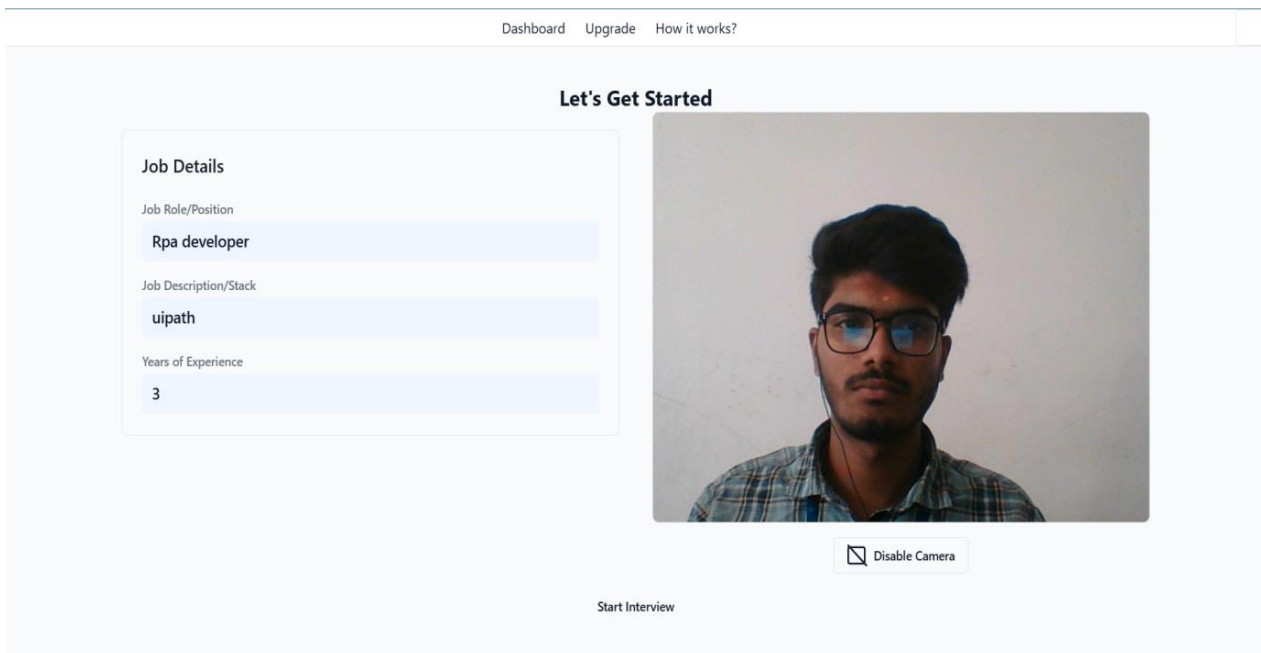 Dashboard Upgrade How it works?
Let's Get Started
Job Details
Job Role/Position
Rpa developer
Job Description/Stack
uipath
Years of Experience
3
Disable Camera
Start Interview